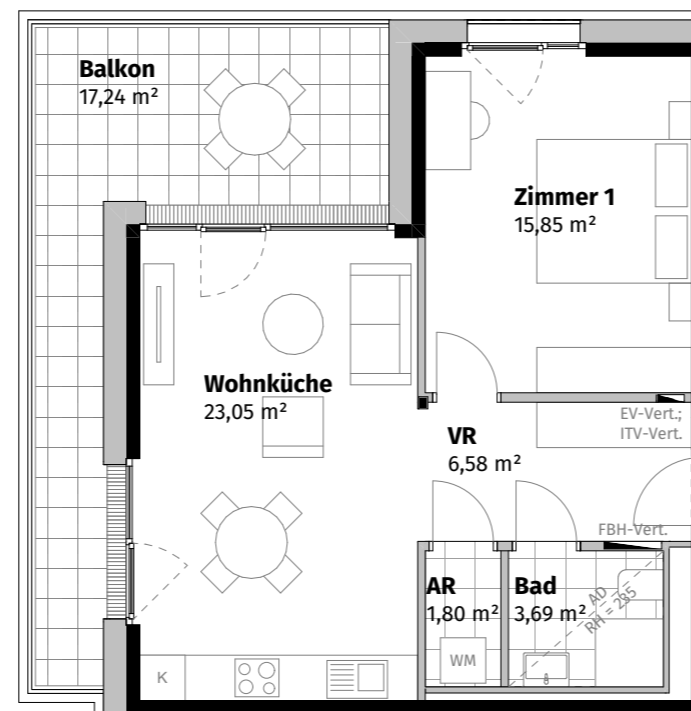 Balkon
17,24 m²
Zimmer 1
15,85 m²
Wohnküche
23,05 m²
EV-Vert.;
ITV-Vert.
VR
6,58 m²
FBH-Vert.
AR
1,80 m²
Bad
3,69 m²
AD
RH = 235
WM
K